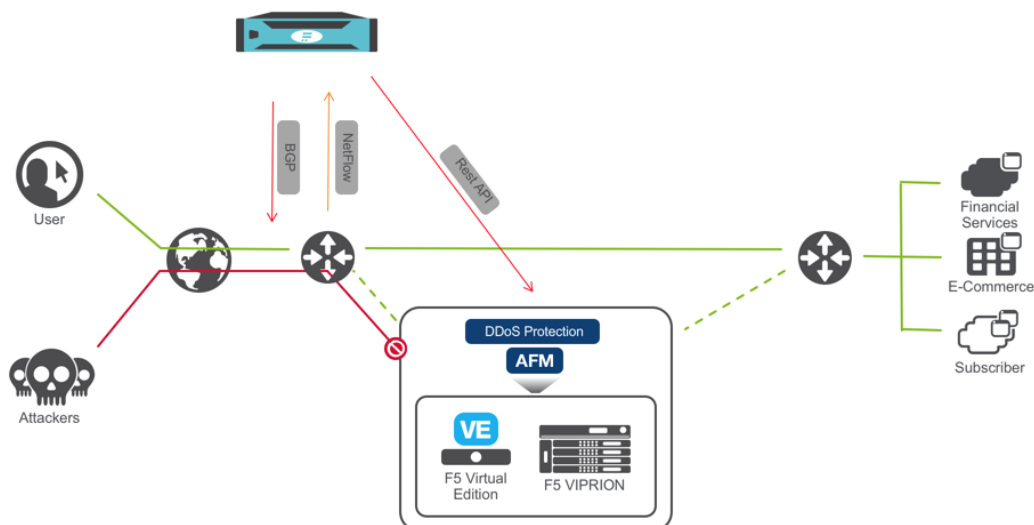 BGP
NetFlow
Rest API
User
Attackers
DDoS Protection
AFM
VE
F5 Virtual
Edition
F5 VIPRION
Financial
Services
E-Commerce
Subscriber